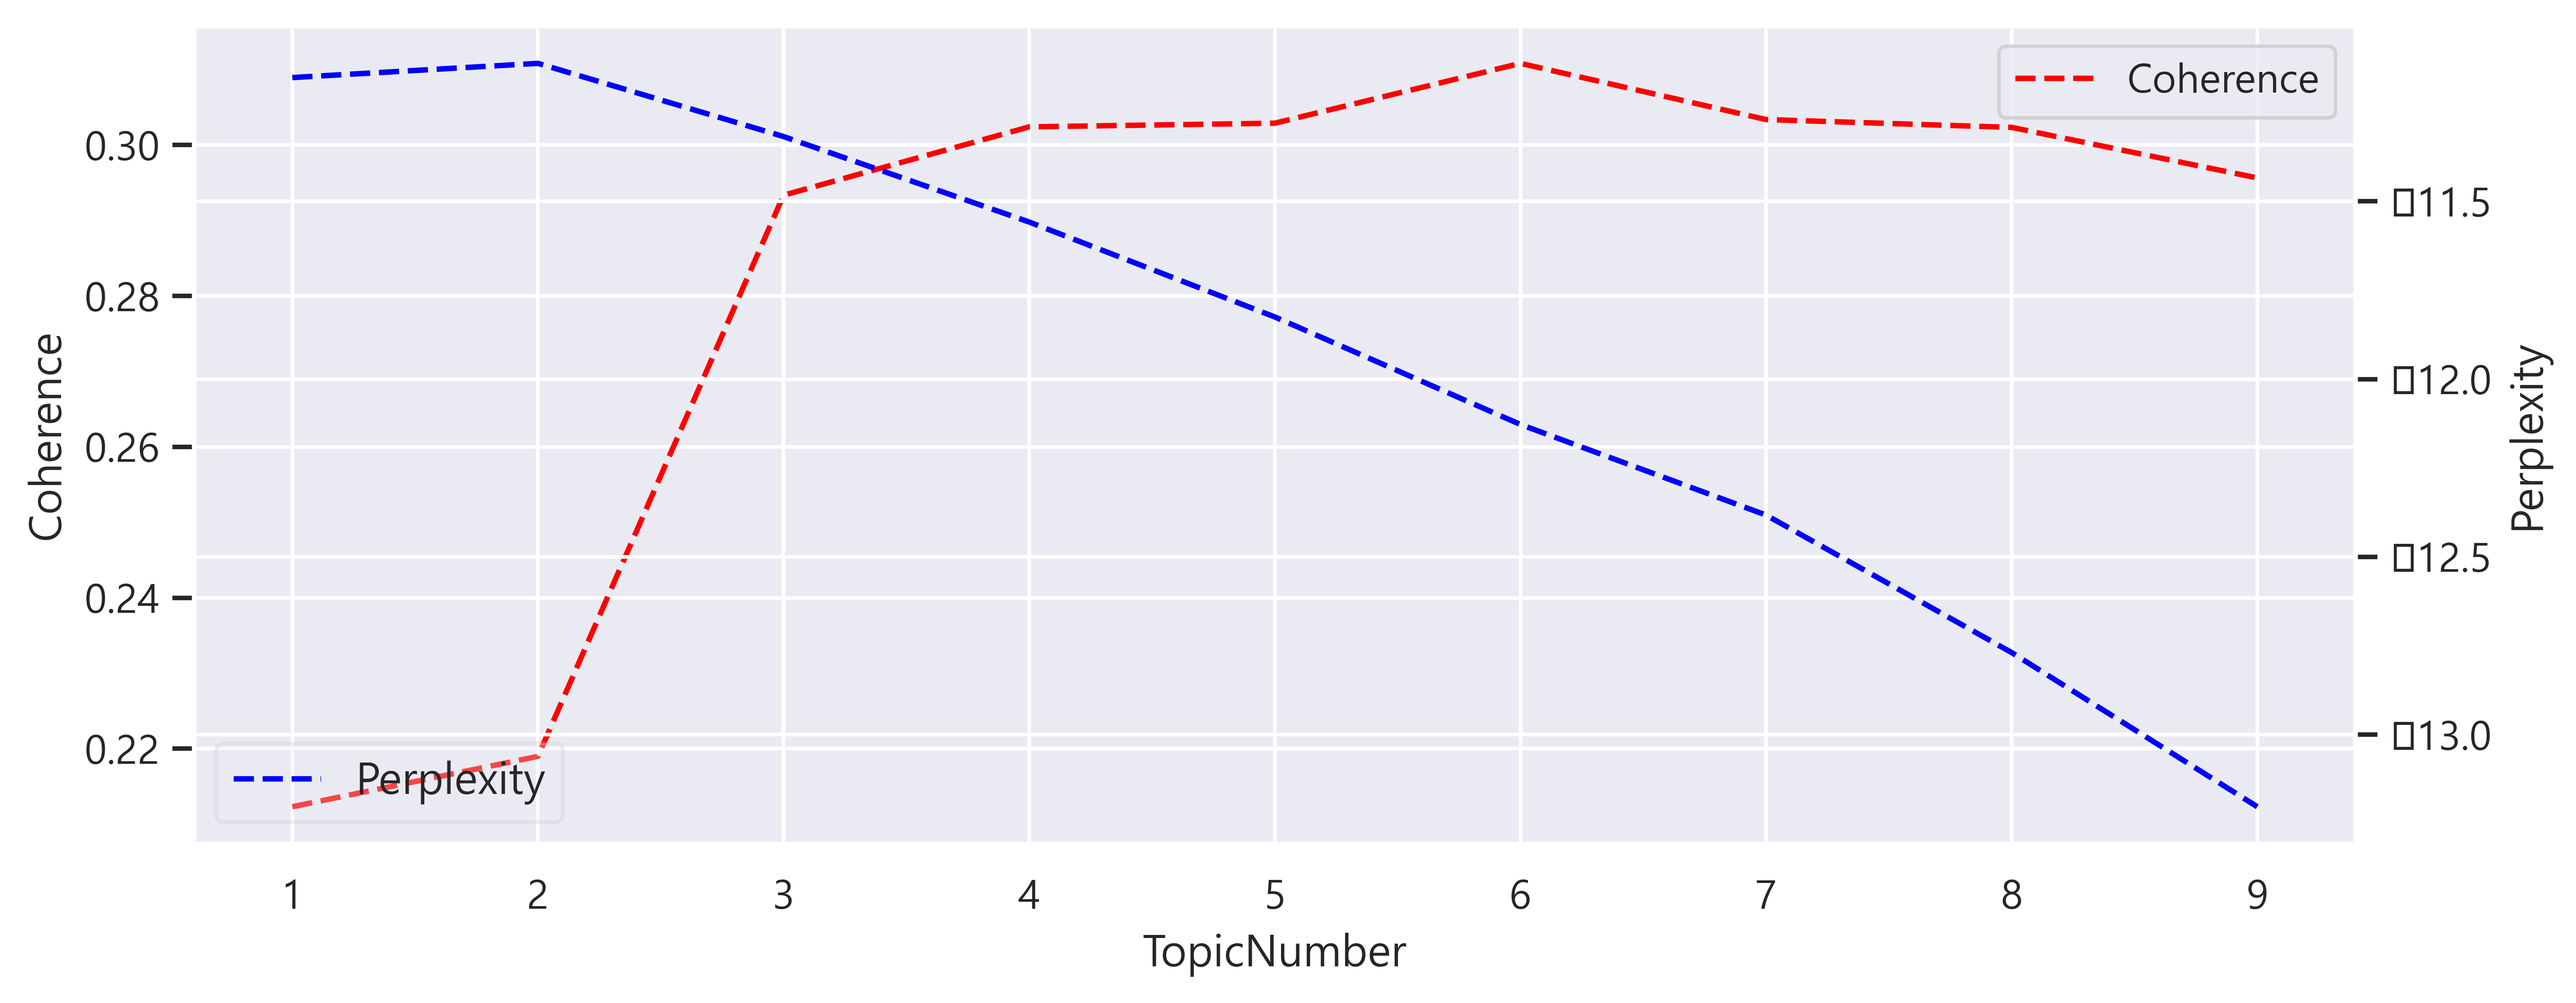 Coherence
0.30
0.28
0.26
0.24
0.22
Coherence
Perplexity
▯11.5
▯12.0
▯12.5
▯13.0
Perplexity
1 2 3 4 5 6 7 8 9
TopicNumber